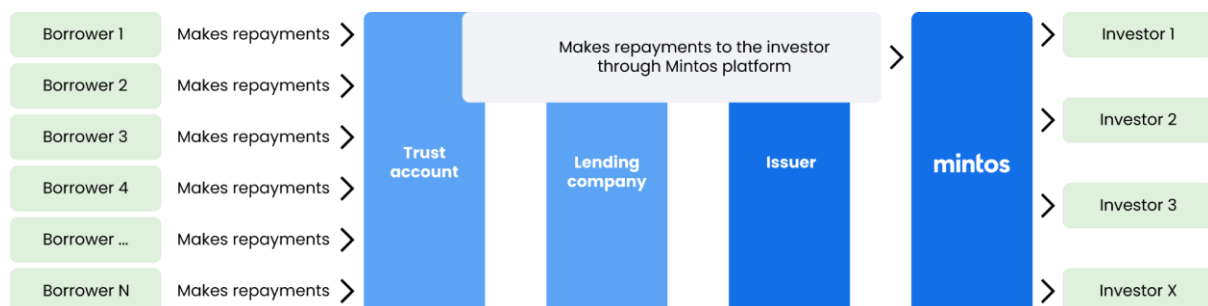 Borrower 1
Makes repayments
Borrower 2
Makes repayments
Borrower 3
Makes repayments
Borrower 4
Makes repayments
Borrower ...
Makes repayments
Borrower N
Makes repayments
Trust
account
Makes repayments to the investor
through Mintos platform
Lending
company
Issuer
mintos
Investor 1
Investor 2
Investor 3
Investor X